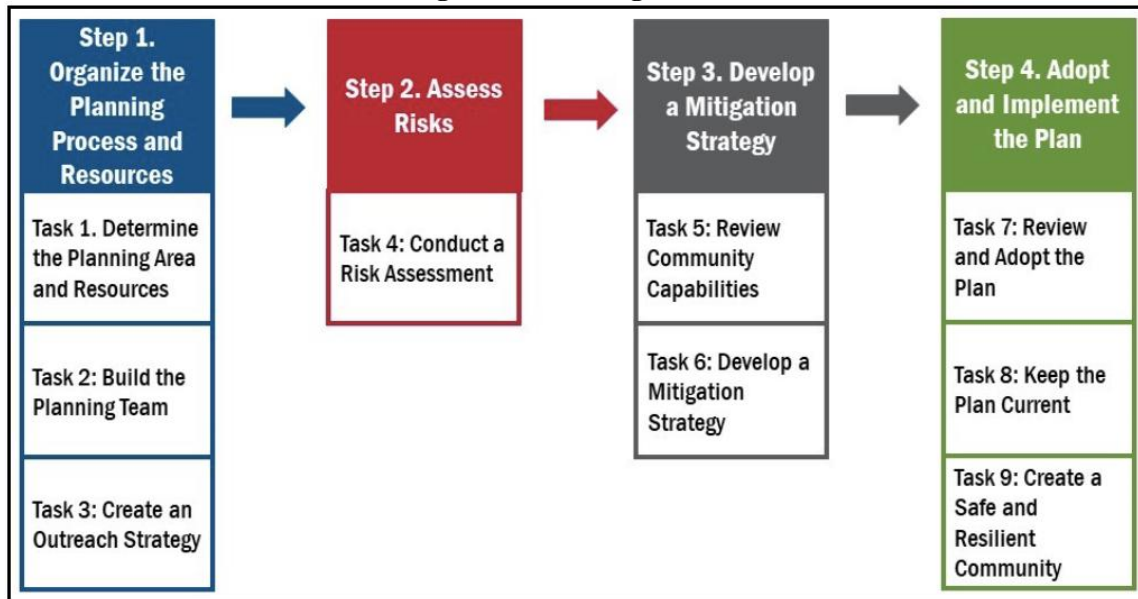 Step 1.
Organize the
Planning
Process and
Resources
Task 1. Determine
the Planning Area
and Resources
Task 2: Build the
Planning Team
Task 3: Create an
Outreach Strategy
Step 2. Assess
Risks
Task 4: Conduct a
Risk Assessment
Step 3. Develop
a Mitigation
Strategy
Task 5: Review
Community
Capabilities
Task 6: Develop a
Mitigation
Strategy
Step 4. Adopt
and Implement
the Plan
Task 7: Review
and Adopt the
Plan
Task 8: Keep the
Plan Current
Task 9: Create a
Safe and
Resilient
Community